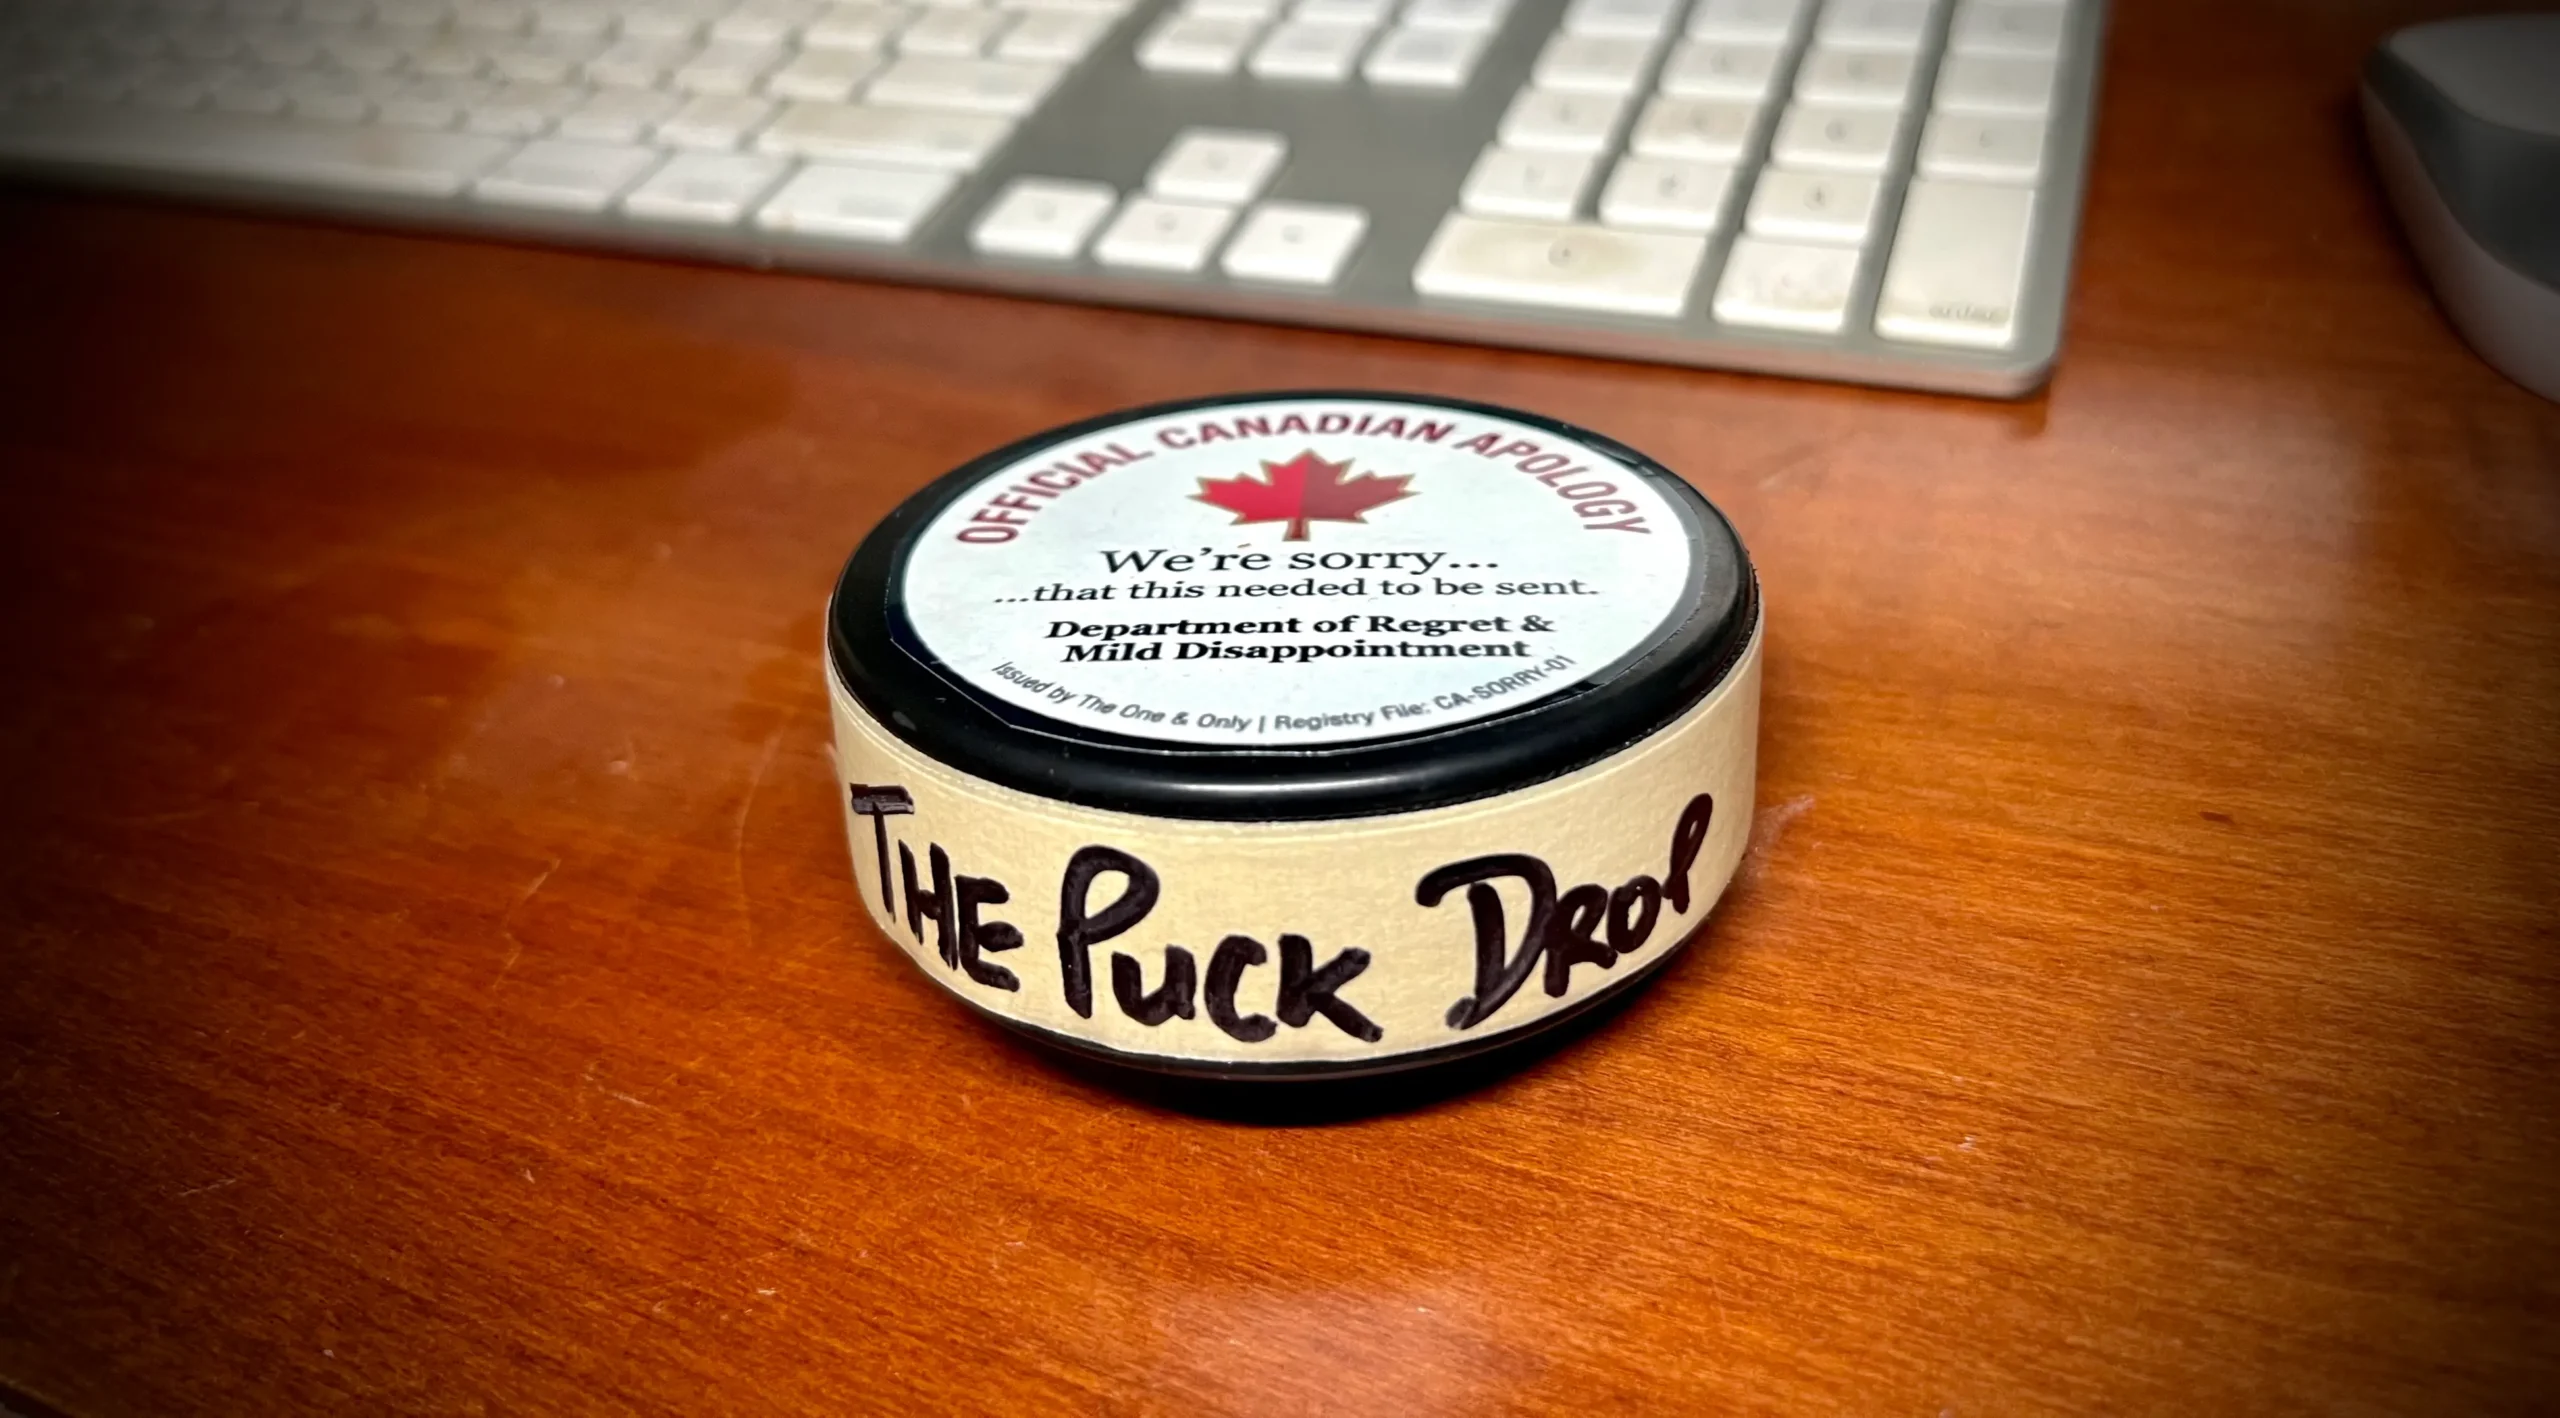 OFFICIAL CANADIAN APOLOGY
We're sorry...
...that this needed to be sent.
Department of Regret &
Mild Disappointment
Issued by The One & Only | Registry File: CA-SORRY-01
THE PUCK DROP
enter